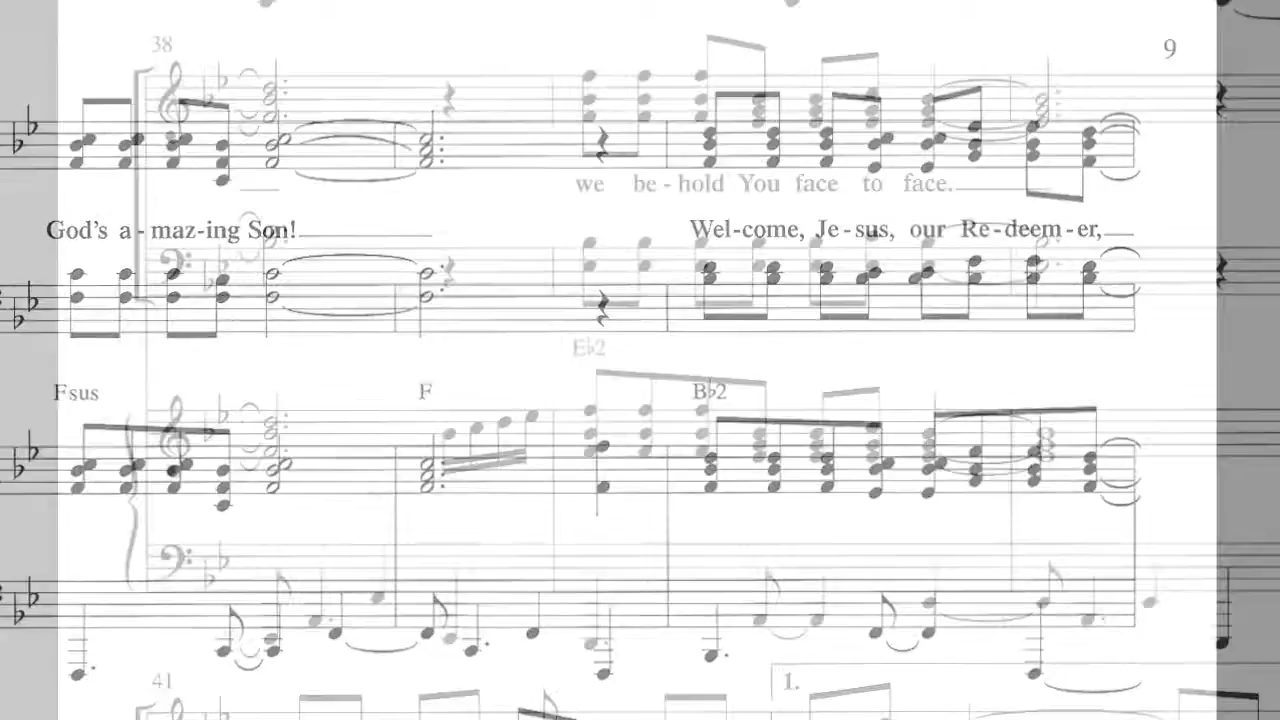 38
9
we be - hold You face to face.
God's a - maz - ing Son! Wel - come, Je - sus, our Re - deem - er,
E♭2
Fsus F B♭2
41
1.